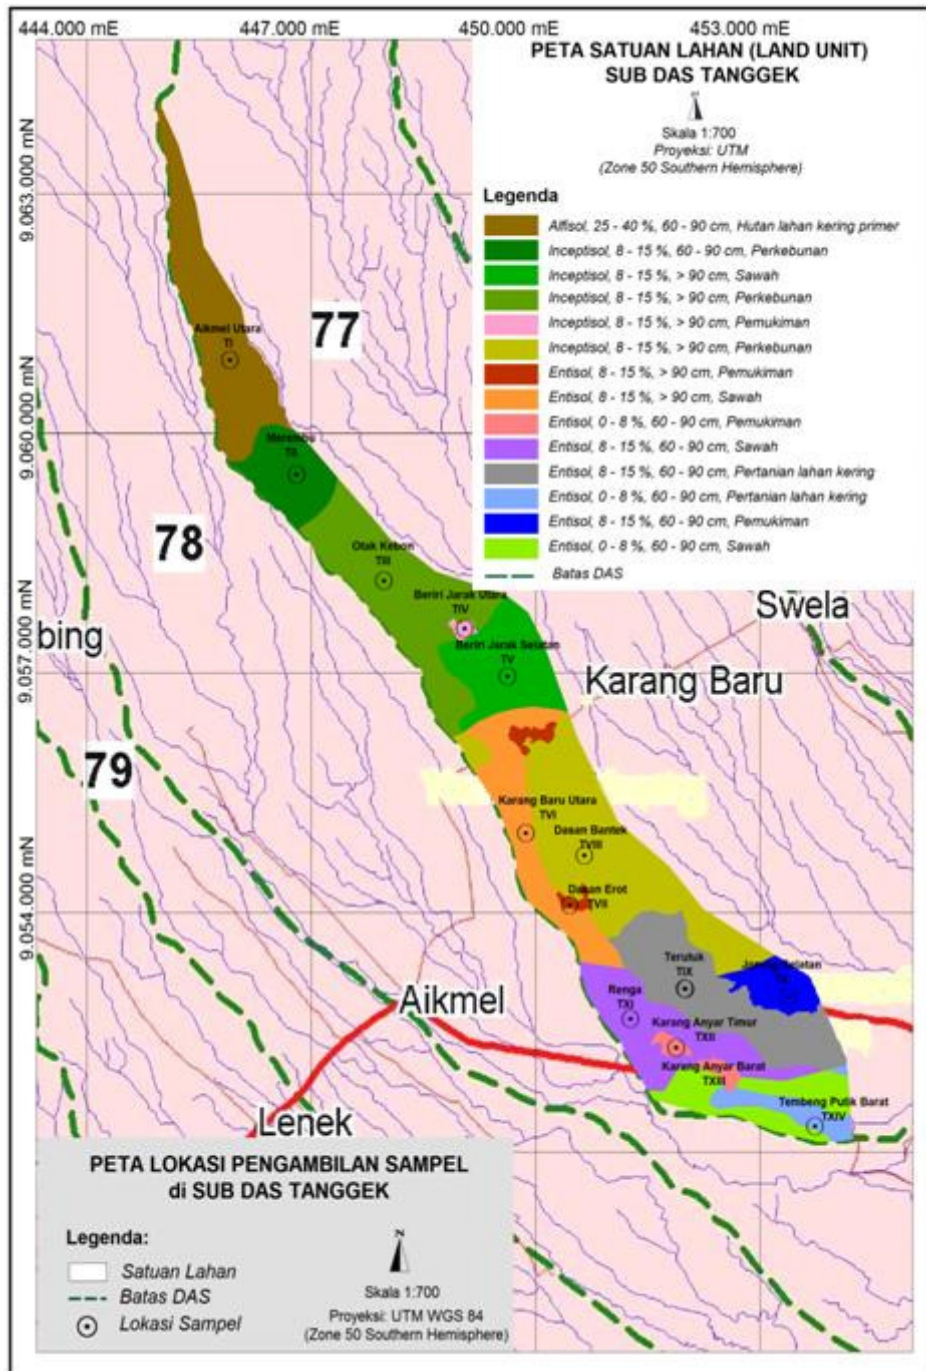 444.000 mE
447.000 mE
450.000 mE
453.000 mE
PETA SATUAN LAHAN (LAND UNIT)
SUB DAS TANGGEK
Skala 1:700
Proyeksi: UTM
(Zone 50 Southern Hemisphere)
Legenda
Alfisol, 25 - 40 %, 60 - 90 cm, Hutan lahan kering primer
Inceptisol, 8 - 15 %, 60 - 90 cm, Perkebunan
Inceptisol, 8 - 15 %, > 90 cm, Sawah
Inceptisol, 8 - 15 %, > 90 cm, Perkebunan
Inceptisol, 8 - 15 %, > 90 cm, Pemukiman
Inceptisol, 8 - 15 %, > 90 cm, Perkebunan
Entisol, 8 - 15 %, > 90 cm, Pemukiman
Entisol, 8 - 15 %, > 90 cm, Sawah
Entisol, 0 - 8 %, 60 - 90 cm, Pemukiman
Entisol, 8 - 15 %, 60 - 90 cm, Sawah
Entisol, 8 - 15 %, 60 - 90 cm, Pertanian lahan kering
Entisol, 0 - 8 %, 60 - 90 cm, Pertanian lahan kering
Entisol, 8 - 15 %, 60 - 90 cm, Pemukiman
Entisol, 0 - 8 %, 60 - 90 cm, Sawah
Batas DAS
9.063.000 mN
9.060.000 mN
9.057.000 mN
9.054.000 mN
77
Aikmel Utara
TI
TII
78
Otak Kebon
TIII
Beriri Jarak Utara
TIV
Swela
bing
Beriri Jarak Selatan
TV
Karang Baru
79
Karang Baru Utara
TVI
Dasan Bantek
TVIII
Dasan Erot
TVII
Terutuk
TIX
Selatan
Renga
TXI
Aikmel
Karang Anyar Timur
TXII
Karang Anyar Barat
TXIII
Tembeng Putik Barat
TXIV
Lenek
PETA LOKASI PENGAMBILAN SAMPEL
di SUB DAS TANGGEK
Legenda:
Satuan Lahan
Batas DAS
Lokasi Sampel
N
Skala 1:700
Proyeksi: UTM WGS 84
(Zone 50 Southern Hemisphere)